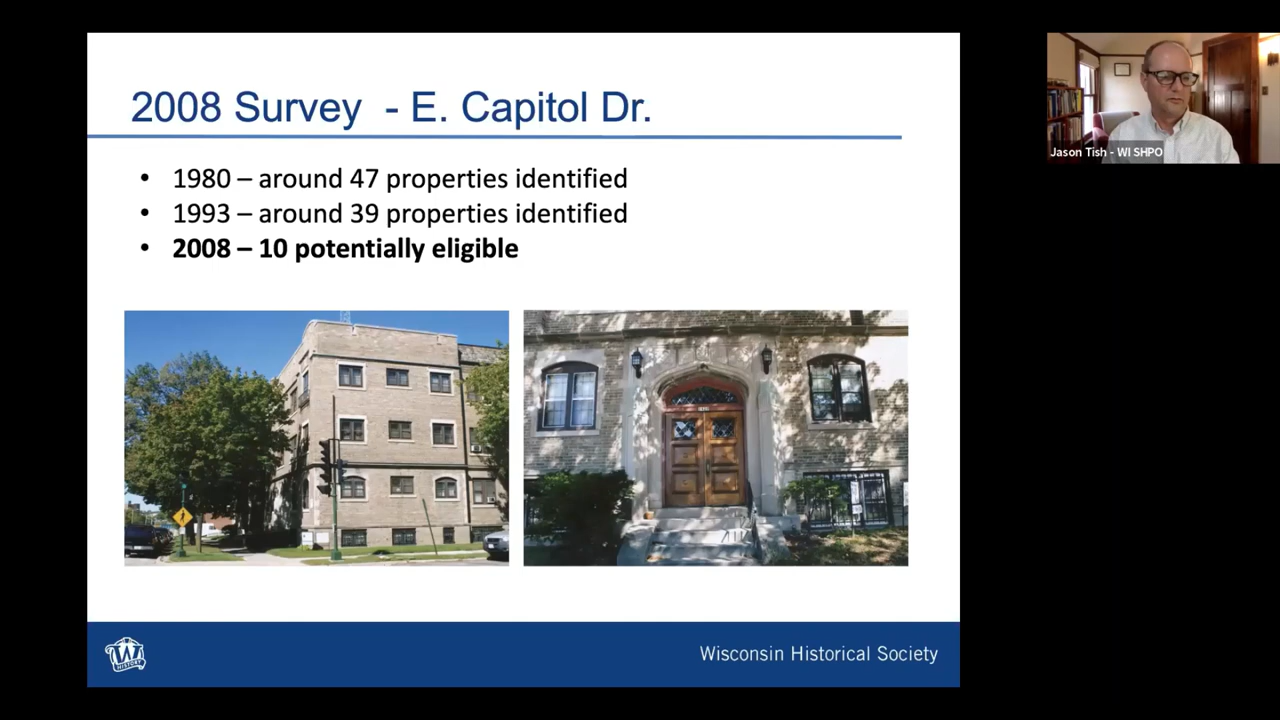 2008 Survey - E. Capitol Dr.
Jason Tish - WI SHPO
• 1980 – around 47 properties identified
• 1993 – around 39 properties identified
• 2008 – 10 potentially eligible
W
HISTORY
Wisconsin Historical Society